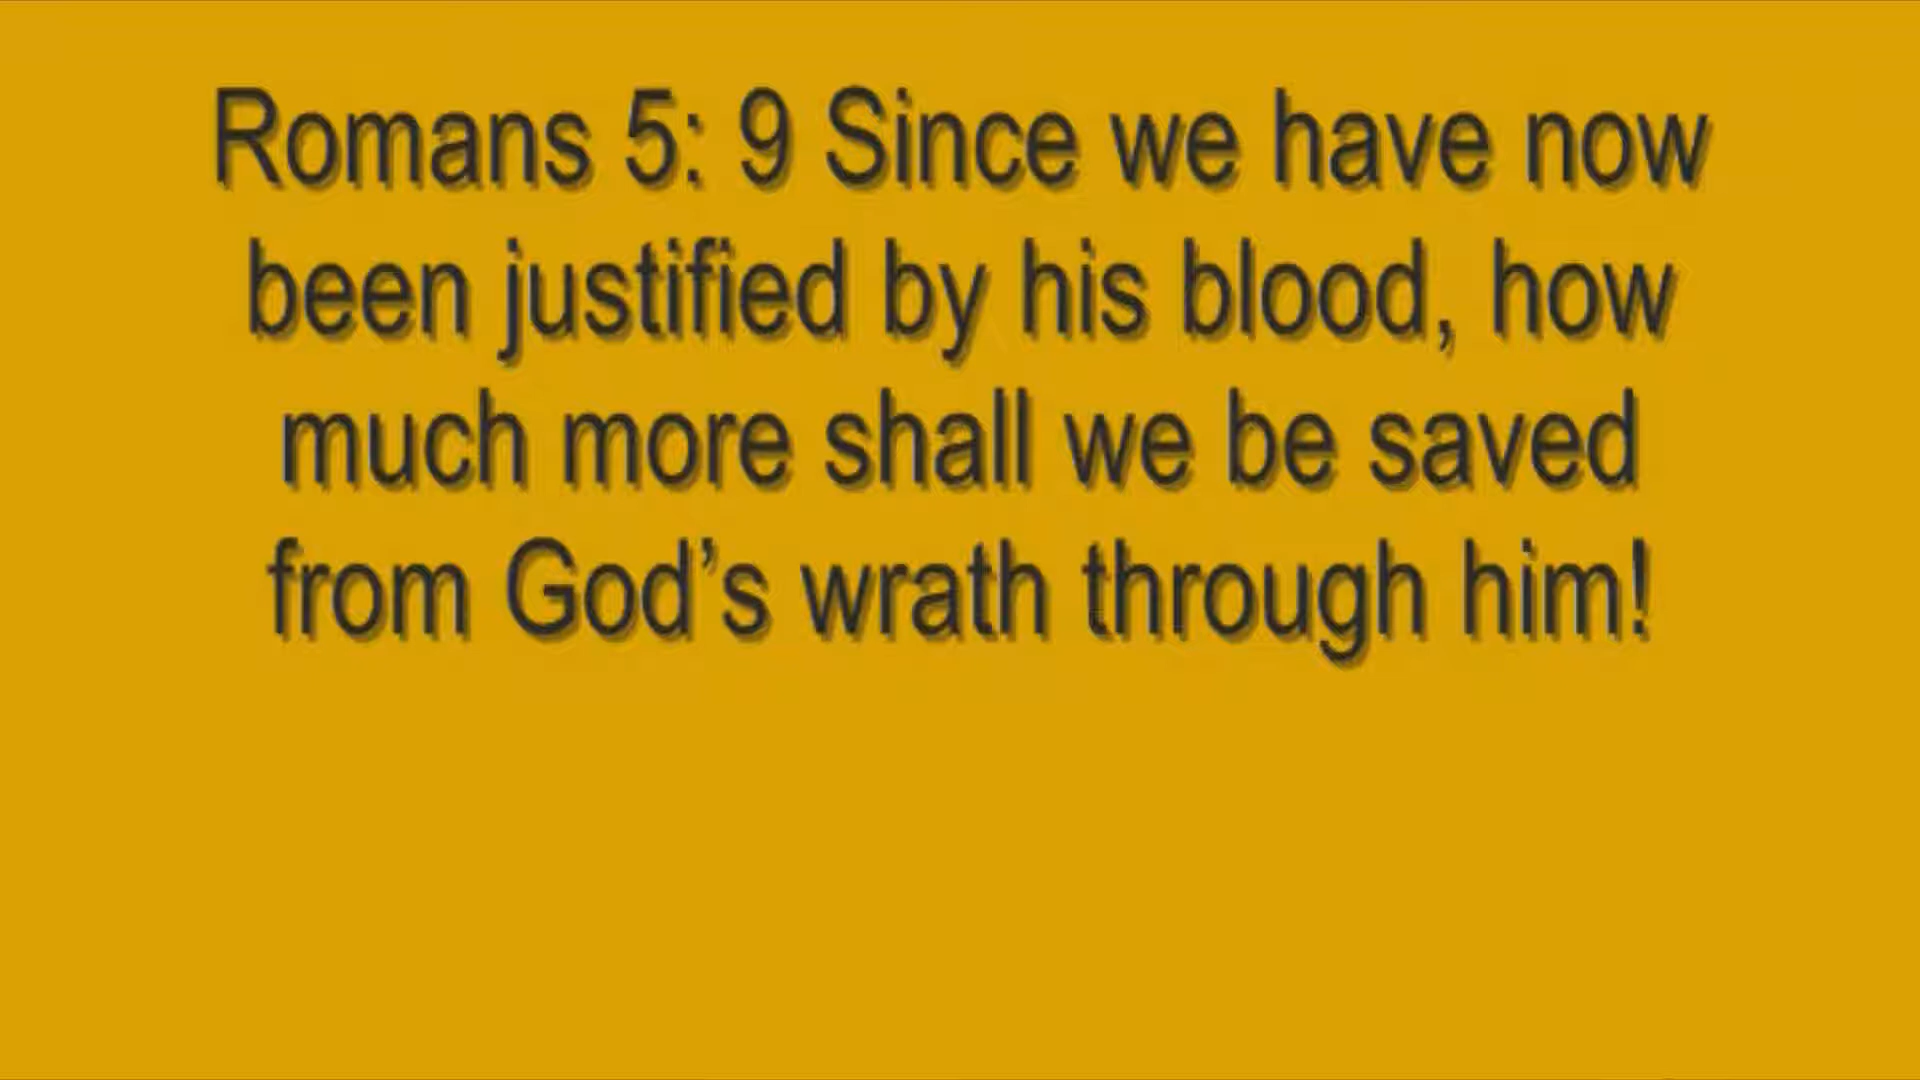 Romans 5: 9 Since we have now
been justified by his blood, how
much more shall we be saved
from God’s wrath through him!